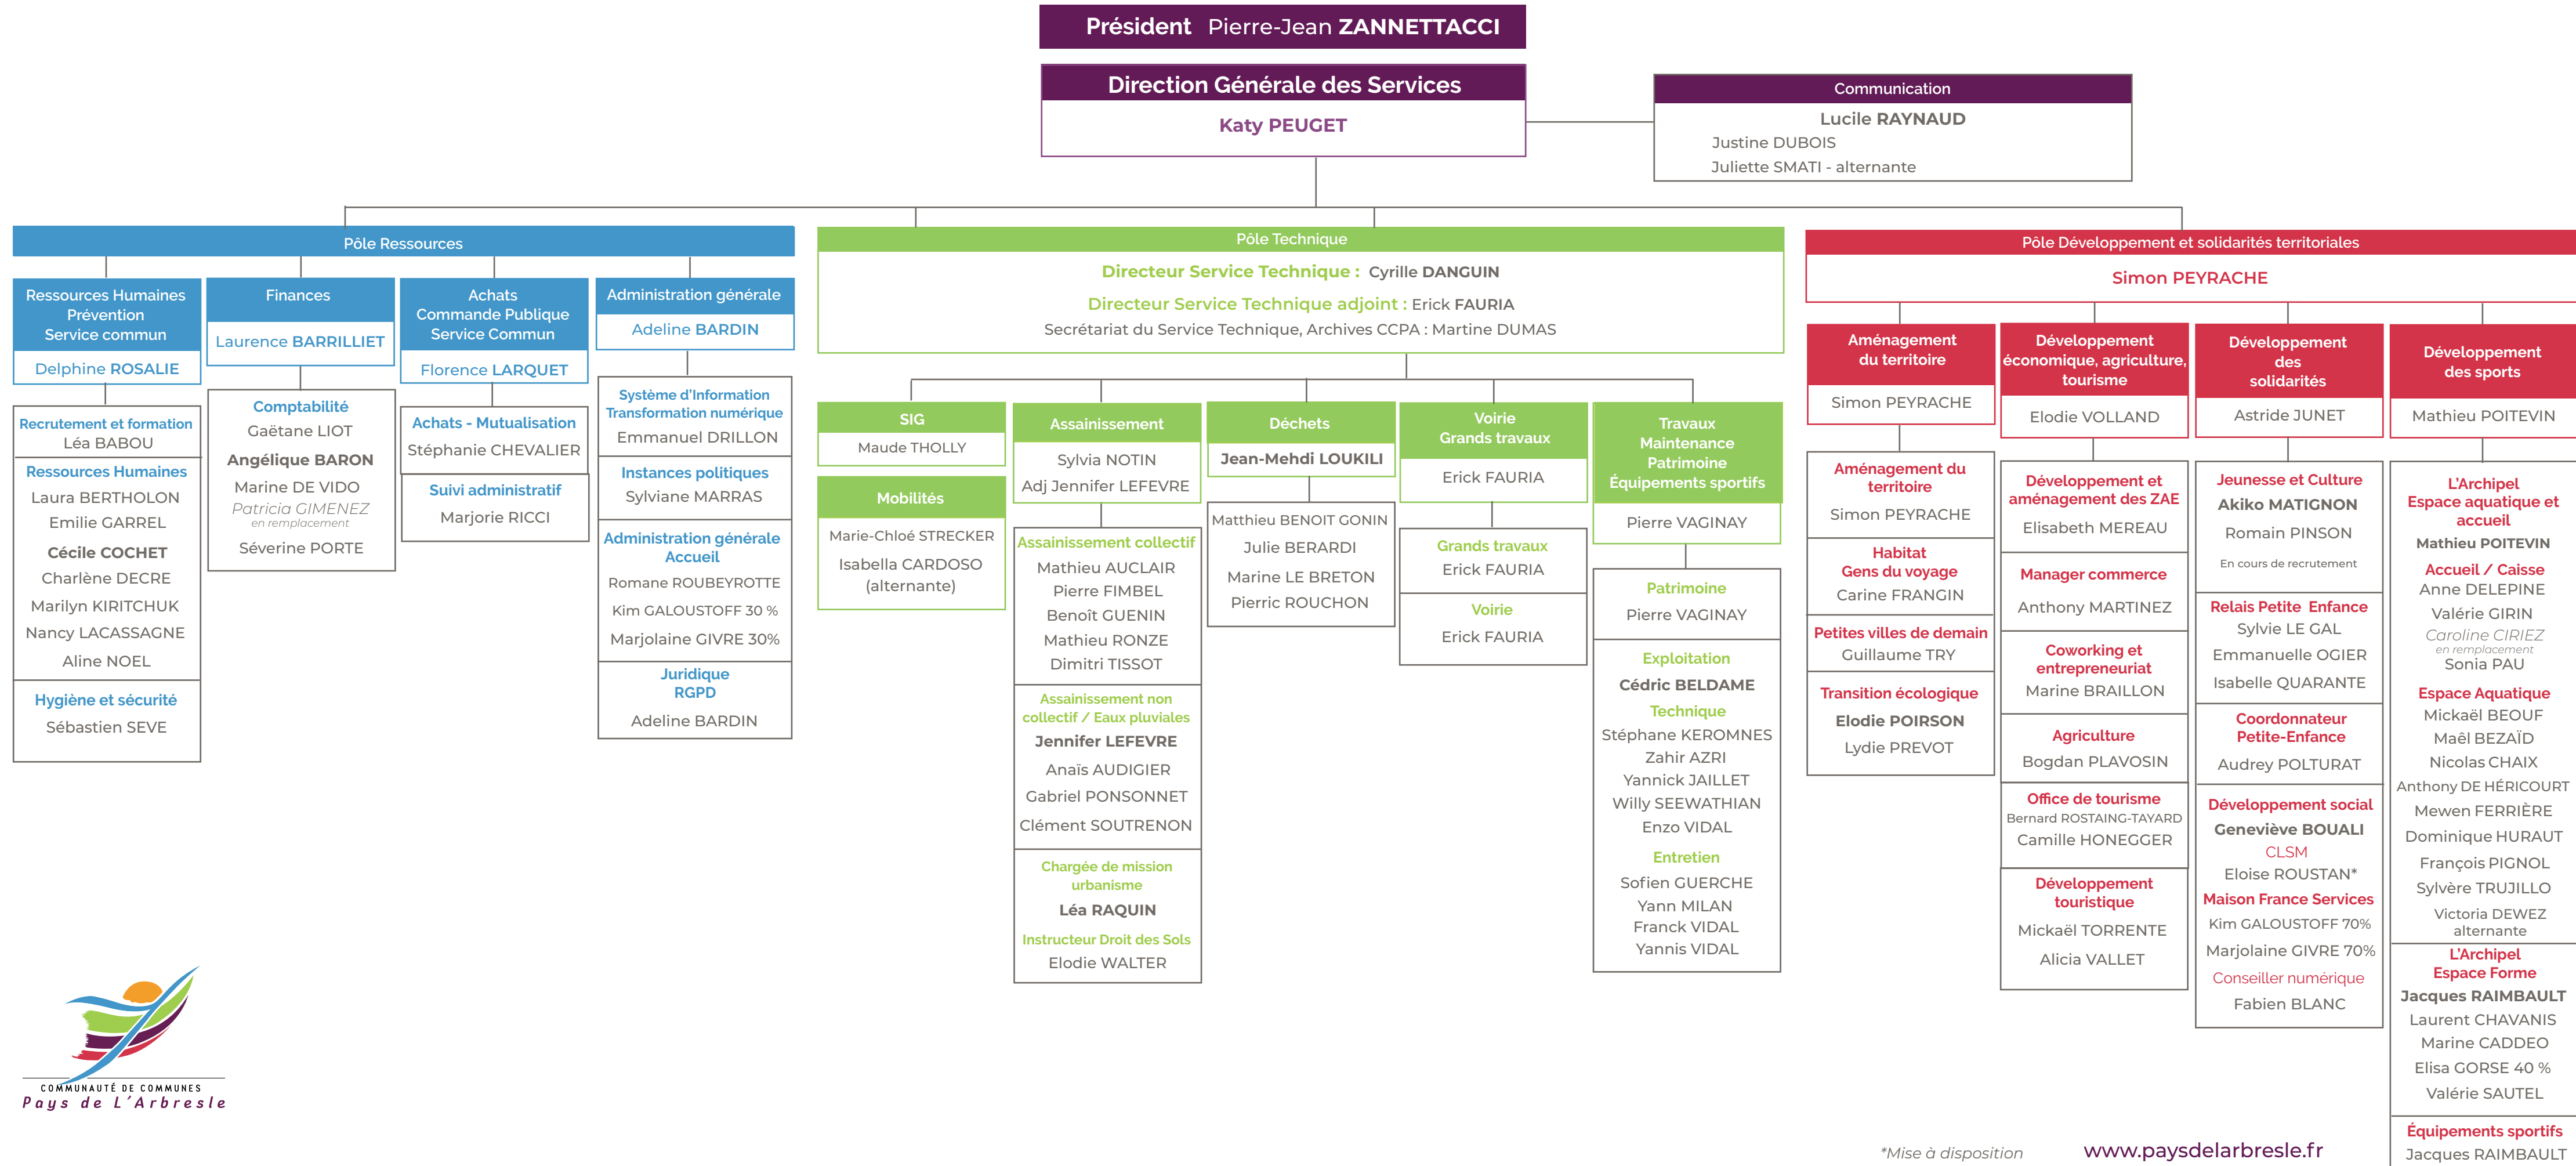 Président Pierre-Jean ZANNETTACCI
Direction Générale des Services
Katy PEUGET
Communication
Lucile RAYNAUD
Justine DUBOIS
Juliette SMATI - alternante
Pôle Ressources
Ressources Humaines
Prévention
Service commun
Delphine ROSALIE
Recrutement et formation
Léa BABOU
Ressources Humaines
Laura BERTHOLON
Emilie GARREL
Cécile COCHET
Charlène DECRE
Marilyn KIRITCHUK
Nancy LACASSAGNE
Aline NOEL
Hygiène et sécurité
Sébastien SEVE
Finances
Laurence BARRILLIET
Comptabilité
Gaëtane LIOT
Angélique BARON
Marine DE VIDO
Patricia GIMENEZ
en remplacement
Séverine PORTE
Achats
Commande Publique
Service Commun
Florence LARQUET
Achats - Mutualisation
Stéphanie CHEVALIER
Suivi administratif
Marjorie RICCI
Administration générale
Adeline BARDIN
Système d'Information
Transformation numérique
Emmanuel DRILLON
Instances politiques
Sylviane MARRAS
Administration générale
Accueil
Romane ROUBEYROTTE
Kim GALOUSTOFF 30 %
Marjolaine GIVRE 30%
Juridique
RGPD
Adeline BARDIN
Pôle Technique
Directeur Service Technique : Cyrille DANGUIN
Directeur Service Technique adjoint : Erick FAURIA
Secrétariat du Service Technique, Archives CCPA : Martine DUMAS
SIG
Maude THOLLY
Mobilités
Marie-Chloé STRECKER
Isabella CARDOSO
(alternante)
Assainissement
Sylvia NOTIN
Adj Jennifer LEFEVRE
Assainissement collectif
Mathieu AUCLAIR
Pierre FIMBEL
Benoît GUENIN
Mathieu RONZE
Dimitri TISSOT
Assainissement non
collectif / Eaux pluviales
Jennifer LEFEVRE
Anaïs AUDIGIER
Gabriel PONSONNET
Clément SOUTRENON
Chargée de mission
urbanisme
Léa RAQUIN
Instructeur Droit des Sols
Elodie WALTER
Déchets
Jean-Mehdi LOUKILI
Matthieu BENOIT GONIN
Julie BERARDI
Marine LE BRETON
Pierric ROUCHON
Voirie
Grands travaux
Erick FAURIA
Grands travaux
Erick FAURIA
Voirie
Erick FAURIA
Travaux
Maintenance
Patrimoine
Équipements sportifs
Pierre VAGINAY
Patrimoine
Pierre VAGINAY
Exploitation
Cédric BELDAME
Technique
Stéphane KEROMNES
Zahir AZRI
Yannick JAILLET
Willy SEEWATHIAN
Enzo VIDAL
Entretien
Sofien GUERCHE
Yann MILAN
Franck VIDAL
Yannis VIDAL
Pôle Développement et solidarités territoriales
Simon PEYRACHE
Aménagement
du territoire
Simon PEYRACHE
Aménagement du
territoire
Simon PEYRACHE
Habitat
Gens du voyage
Carine FRANGIN
Petites villes de demain
Guillaume TRY
Transition écologique
Elodie POIRSON
Lydie PREVOT
Développement
économique, agriculture,
tourisme
Elodie VOLLAND
Développement et
aménagement des ZAE
Elisabeth MEREAU
Manager commerce
Anthony MARTINEZ
Coworking et
entrepreneuriat
Marine BRAILLON
Agriculture
Bogdan PLAVOSIN
Office de tourisme
Bernard ROSTAING-TAYARD
Camille HONEGGER
Développement
touristique
Mickaël TORRENTE
Alicia VALLET
Développement
des
solidarités
Astride JUNET
Jeunesse et Culture
Akiko MATIGNON
Romain PINSON
En cours de recrutement
Relais Petite Enfance
Sylvie LE GAL
Emmanuelle OGIER
Isabelle QUARANTE
Coordonnateur
Petite-Enfance
Audrey POLTURAT
Développement social
Geneviève BOUALI
CLSM
Eloise ROUSTAN*
Maison France Services
Kim GALOUSTOFF 70%
Marjolaine GIVRE 70%
Conseiller numérique
Fabien BLANC
Développement
des sports
Mathieu POITEVIN
L'Archipel
Espace aquatique et
accueil
Mathieu POITEVIN
Accueil / Caisse
Anne DELEPINE
Valérie GIRIN
Caroline CIRIEZ
en remplacement
Sonia PAU
Espace Aquatique
Mickaël BEOUF
Maêl BEZAÏD
Nicolas CHAIX
Anthony DE HÉRICOURT
Mewen FERRIÈRE
Dominique HURAUT
François PIGNOL
Sylvère TRUJILLO
Victoria DEWEZ
alternante
L'Archipel
Espace Forme
Jacques RAIMBAULT
Laurent CHAVANIS
Marine CADDEO
Elisa GORSE 40 %
Valérie SAUTEL
Équipements sportifs
Jacques RAIMBAULT
COMMUNAUTÉ DE COMMUNES
Pays de L'Arbresle
*Mise à disposition
www.paysdelarbresle.fr